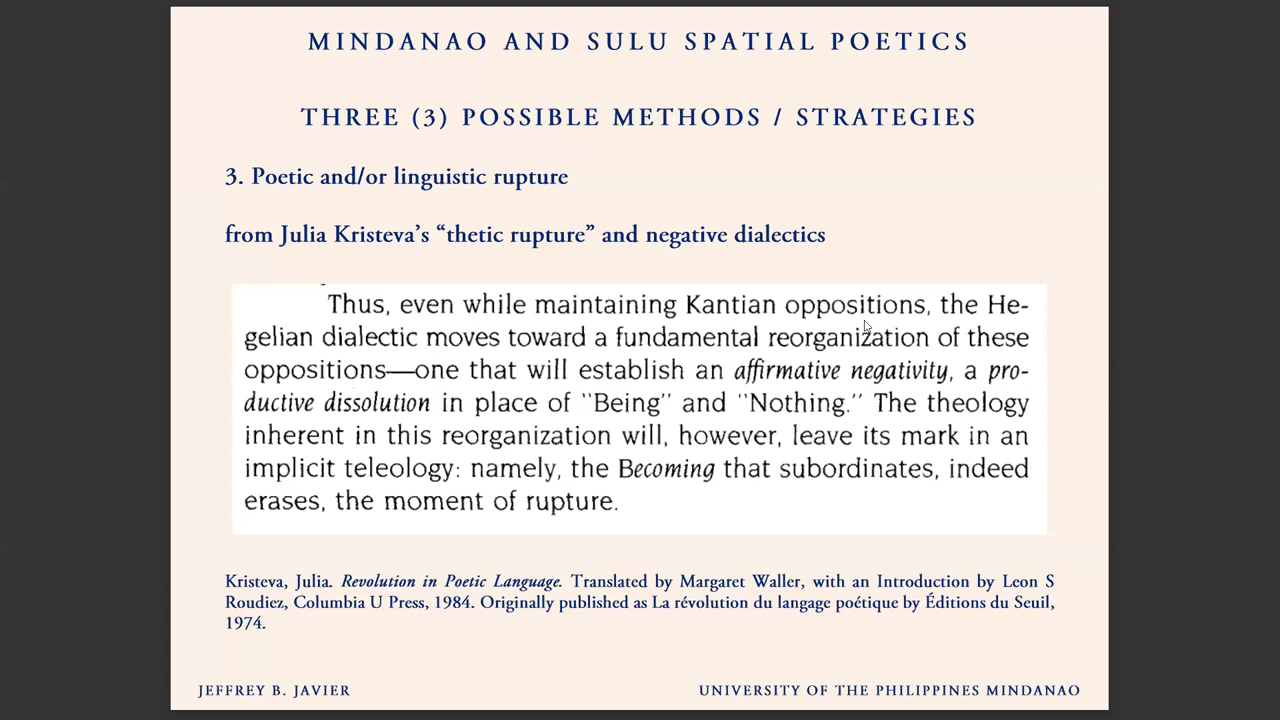 MINDANAO AND SULU SPATIAL POETICS
THREE (3) POSSIBLE METHODS / STRATEGIES
3. Poetic and/or linguistic rupture
from Julia Kristeva's “thetic rupture” and negative dialectics
Thus, even while maintaining Kantian oppositions, the He-
gelian dialectic moves toward a fundamental reorganization of these
oppositions—one that will establish an affirmative negativity, a pro-
ductive dissolution in place of "Being" and "Nothing." The theology
inherent in this reorganization will, however, leave its mark in an
implicit teleology: namely, the Becoming that subordinates, indeed
erases, the moment of rupture.
Kristeva, Julia. Revolution in Poetic Language. Translated by Margaret Waller, with an Introduction by Leon S
Roudiez, Columbia U Press, 1984. Originally published as La révolution du langage poétique by Éditions du Seuil,
1974.
JEFFREY B. JAVIER
UNIVERSITY OF THE PHILIPPINES MINDANAO